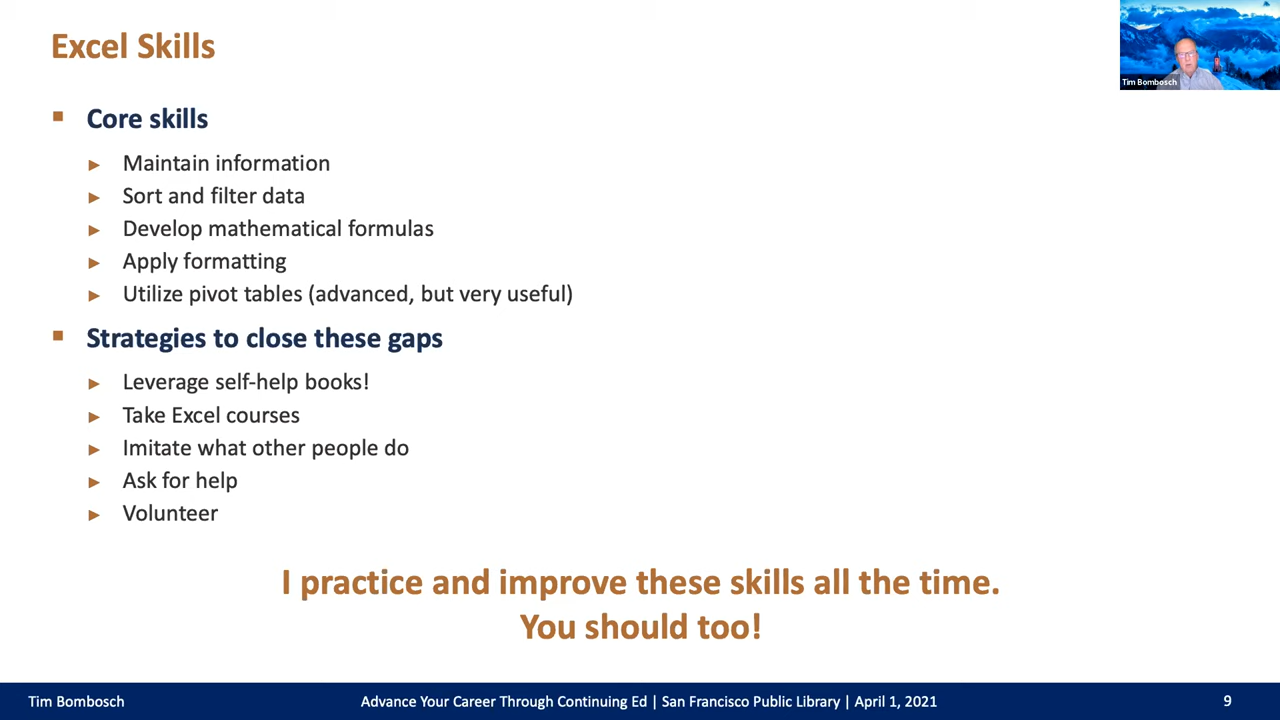 Excel Skills
Tim Bombosch
Core skills
Maintain information
Sort and filter data
Develop mathematical formulas
Apply formatting
Utilize pivot tables (advanced, but very useful)
Strategies to close these gaps
Leverage self-help books!
Take Excel courses
Imitate what other people do
Ask for help
Volunteer
I practice and improve these skills all the time.
You should too!
Tim Bombosch
Advance Your Career Through Continuing Ed | San Francisco Public Library | April 1, 2021
9